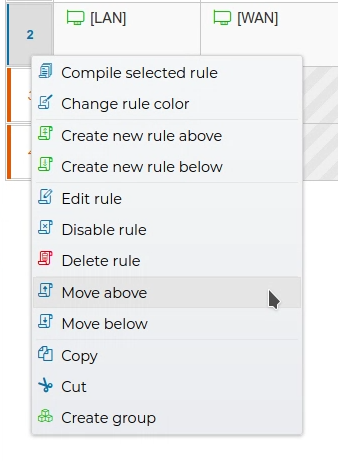 2 [LAN] [WAN]
Compile selected rule
Change rule color
Create new rule above
Create new rule below
Edit rule
Disable rule
Delete rule
Move above
Move below
Copy
Cut
Create group